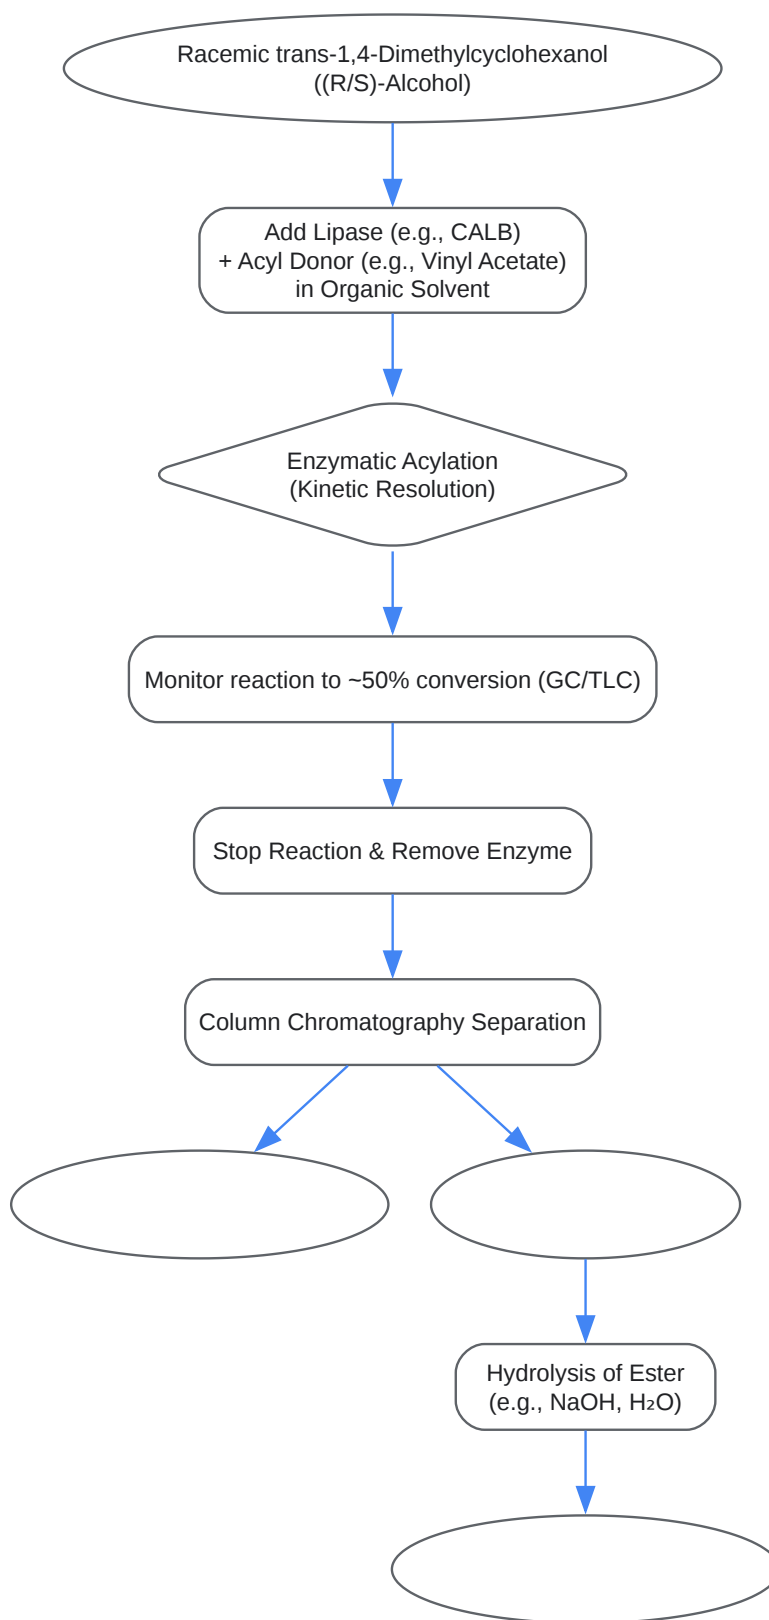 Racemic trans-1,4-Dimethylcyclohexanol
((R/S)-Alcohol)
Add Lipase (e.g., CALB)
+ Acyl Donor (e.g., Vinyl Acetate)
in Organic Solvent
Enzymatic Acylation
(Kinetic Resolution)
Monitor reaction to ~50% conversion (GC/TLC)
Stop Reaction & Remove Enzyme
Column Chromatography Separation
Hydrolysis of Ester
(e.g., NaOH, H₂O)